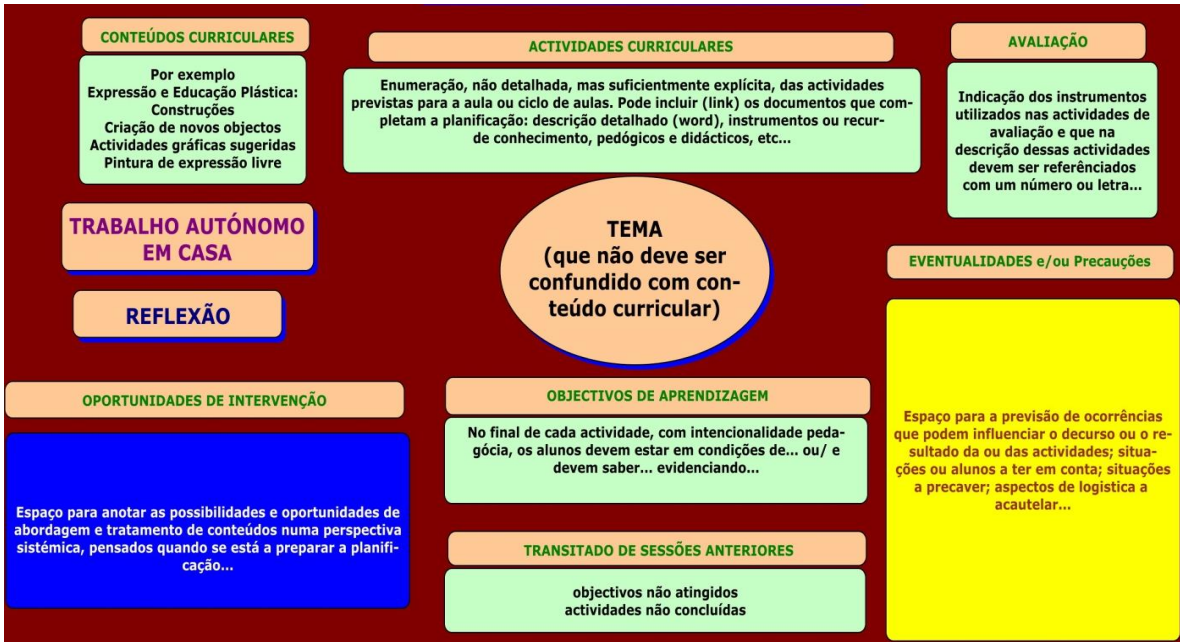 CONTEÚDOS CURRICULARES
Por exemplo
Expressão e Educação Plástica:
Construções
Criação de novos objectos
Actividades gráficas sugeridas
Pintura de expressão livre
ACTIVIDADES CURRICULARES
Enumeração, não detalhada, mas suficientemente explícita, das actividades
previstas para a aula ou ciclo de aulas. Pode incluir (link) os documentos que com-
pletam a planificação: descrição detalhado (word), instrumentos ou recur-
de conhecimento, pedógicos e didácticos, etc...
AVALIAÇÃO
Indicação dos instrumentos
utilizados nas actividades de
avaliação e que na
descrição dessas actividades
devem ser referênciados
com um número ou letra...
TRABALHO AUTÓNOMO
EM CASA
REFLEXÃO
TEMA
(que não deve ser
confundido com con-
teúdo curricular)
EVENTUALIDADES e/ou Precauções
Espaço para a previsão de ocorrências
que podem influenciar o decurso ou o re-
sultado da ou das actividades; situa-
ções ou alunos a ter em conta; situações
a precaver; aspectos de logistica a
acautelar...
OPORTUNIDADES DE INTERVENÇÃO
Espaço para anotar as possibilidades e oportunidades de
abordagem e tratamento de conteúdos numa perspectiva
sistémica, pensados quando se está a preparar a planifi-
cação...
OBJECTIVOS DE APRENDIZAGEM
No final de cada actividade, com intencionalidade peda-
gócia, os alunos devem estar em condições de... ou/ e
devem saber... evidenciando...
TRANSITADO DE SESSÕES ANTERIORES
objectivos não atingidos
actividades não concluídas